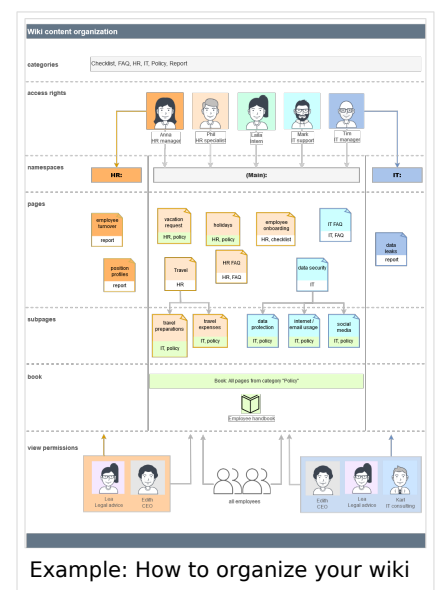 Wiki content organization
categories
Checklist, FAQ, HR, IT, Policy, Report
access rights
Anna
HR manager
Phil
HR specialist
Lalla
Intern
Mark
IT support
Tim
IT manager
namespaces
HR:
(Main):
IT:
pages
employee
turnover
report
vacation
request
HR, policy
holidays
HR, policy
employee
onboarding
HR, checklist
IT FAQ
IT, FAQ
data
leaks
report
position
profiles
report
Travel
HR
HR FAQ
HR, FAQ
data security
IT
subpages
travel
preparations
IT, policy
travel
expenses
IT, policy
data
protection
IT, policy
internet /
email usage
IT, policy
social
media
IT, policy
book
Book: All pages from category "Policy"
Employee handbook
view permissions
Lea
Legal advice
Edith
CEO
all employees
Edith
CEO
Lea
Legal advice
Karl
IT consulting
Example: How to organize your wiki